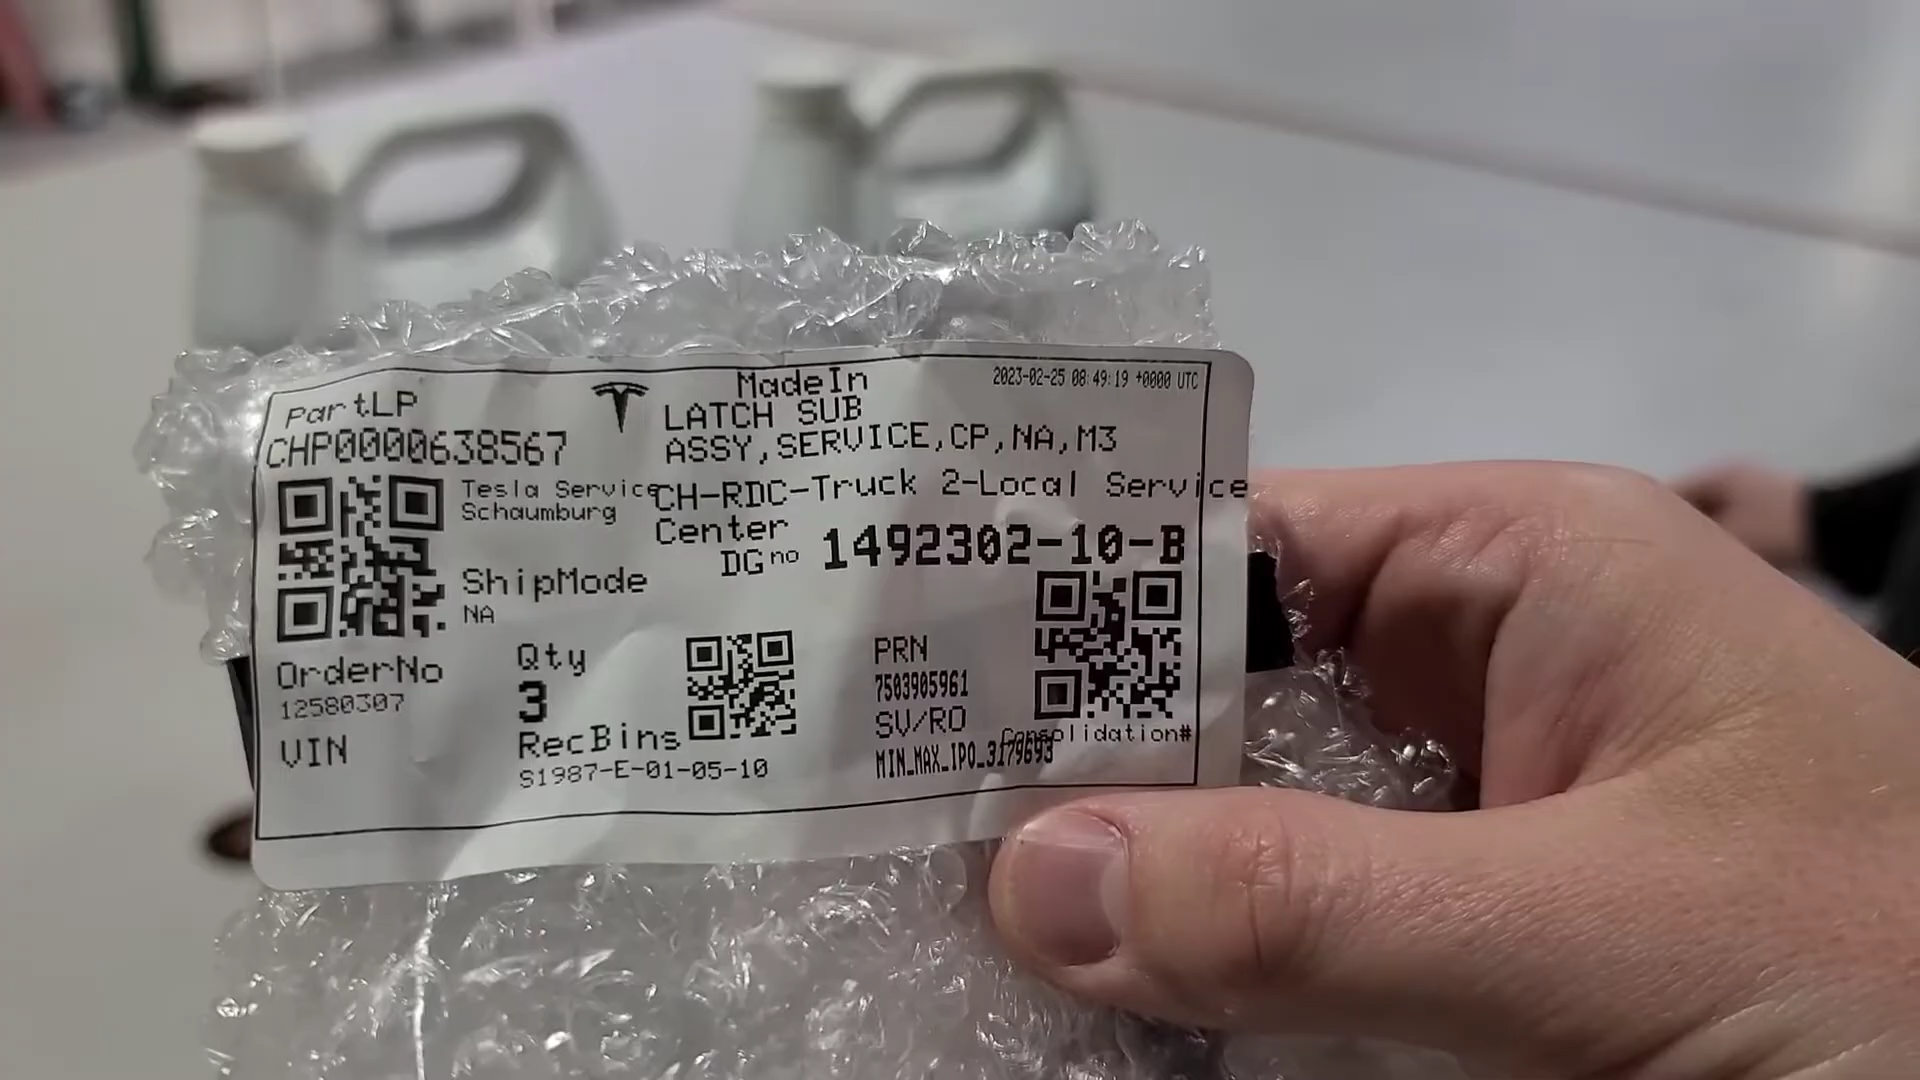 PartLP
CHP0000638567
MadeIn
2023-02-25 08:49:19 +0000 UTC
LATCH SUB
ASSY,SERVICE,CP,NA,M3
Tesla Service
Schaumburg
CH-RDC-Truck 2-Local Service
Center
DG no 1492302-10-B
ShipMode
NA
OrderNo
12580307
VIN
Qty
3
RecBins
S1987-E-01-05-10
PRN
7503905961
SV/RO
Consolidation#
MIN_MAX_IPO_3179693